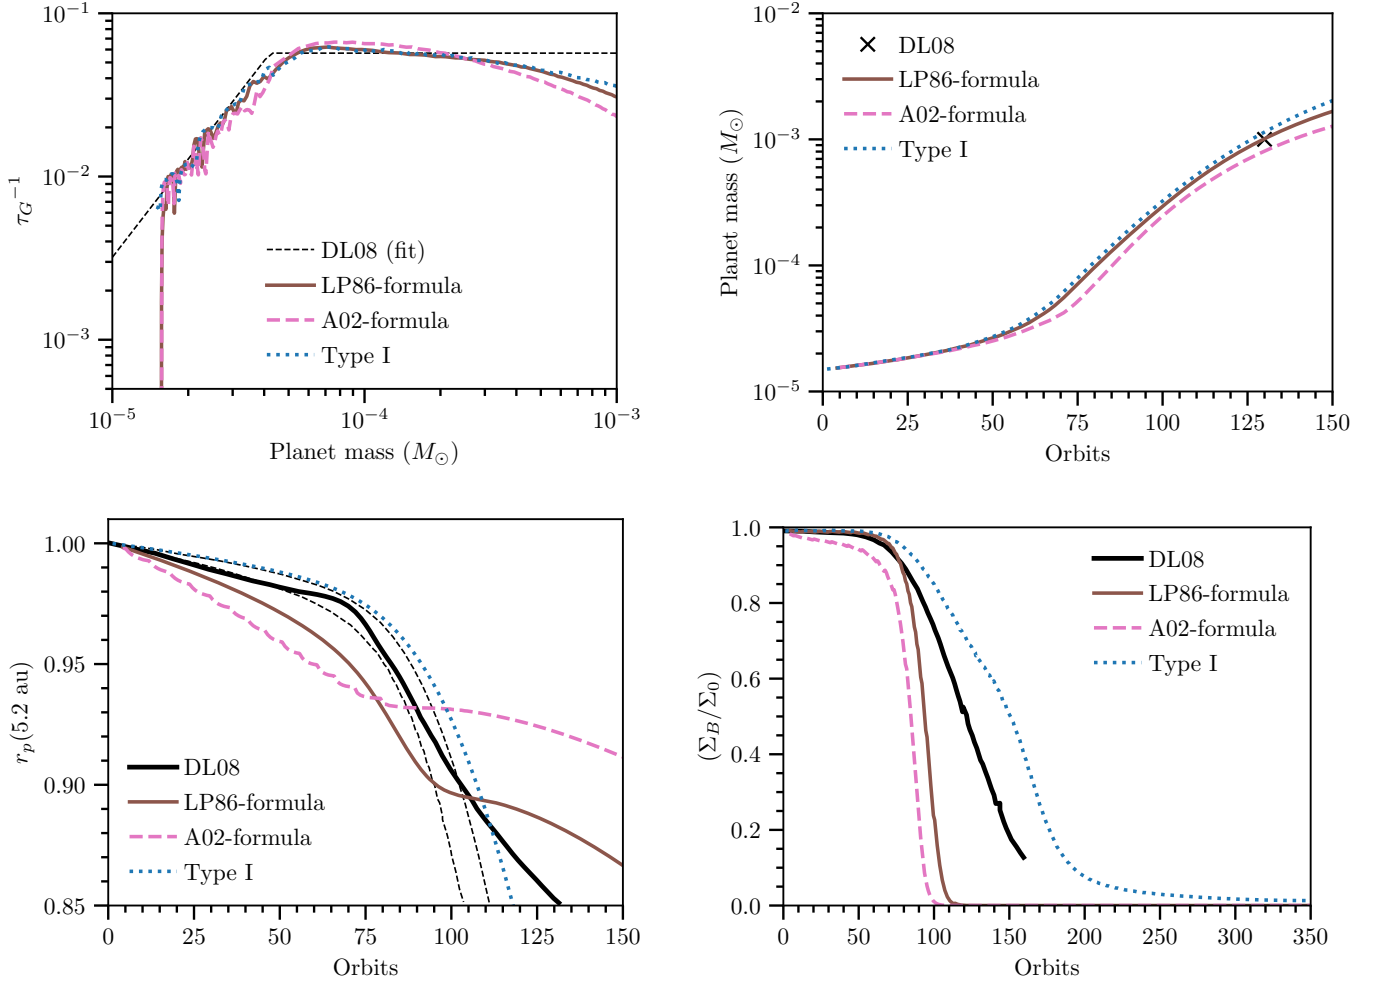 10⁻¹
10⁻²
10⁻³
τ_G⁻¹
DL08 (fit)
LP86-formula
A02-formula
Type I
10⁻⁵
10⁻⁴
10⁻³
Planet mass (M⊙)
10⁻²
10⁻³
10⁻⁴
10⁻⁵
Planet mass (M⊙)
DL08
LP86-formula
A02-formula
Type I
0 25 50 75 100 125 150
Orbits
1.00
0.95
0.90
0.85
r_p(5.2 au)
DL08
LP86-formula
A02-formula
Type I
0 25 50 75 100 125 150
Orbits
1.0
0.8
0.6
0.4
0.2
0.0
(Σ_B/Σ_0)
DL08
LP86-formula
A02-formula
Type I
0 50 100 150 200 250 300 350
Orbits